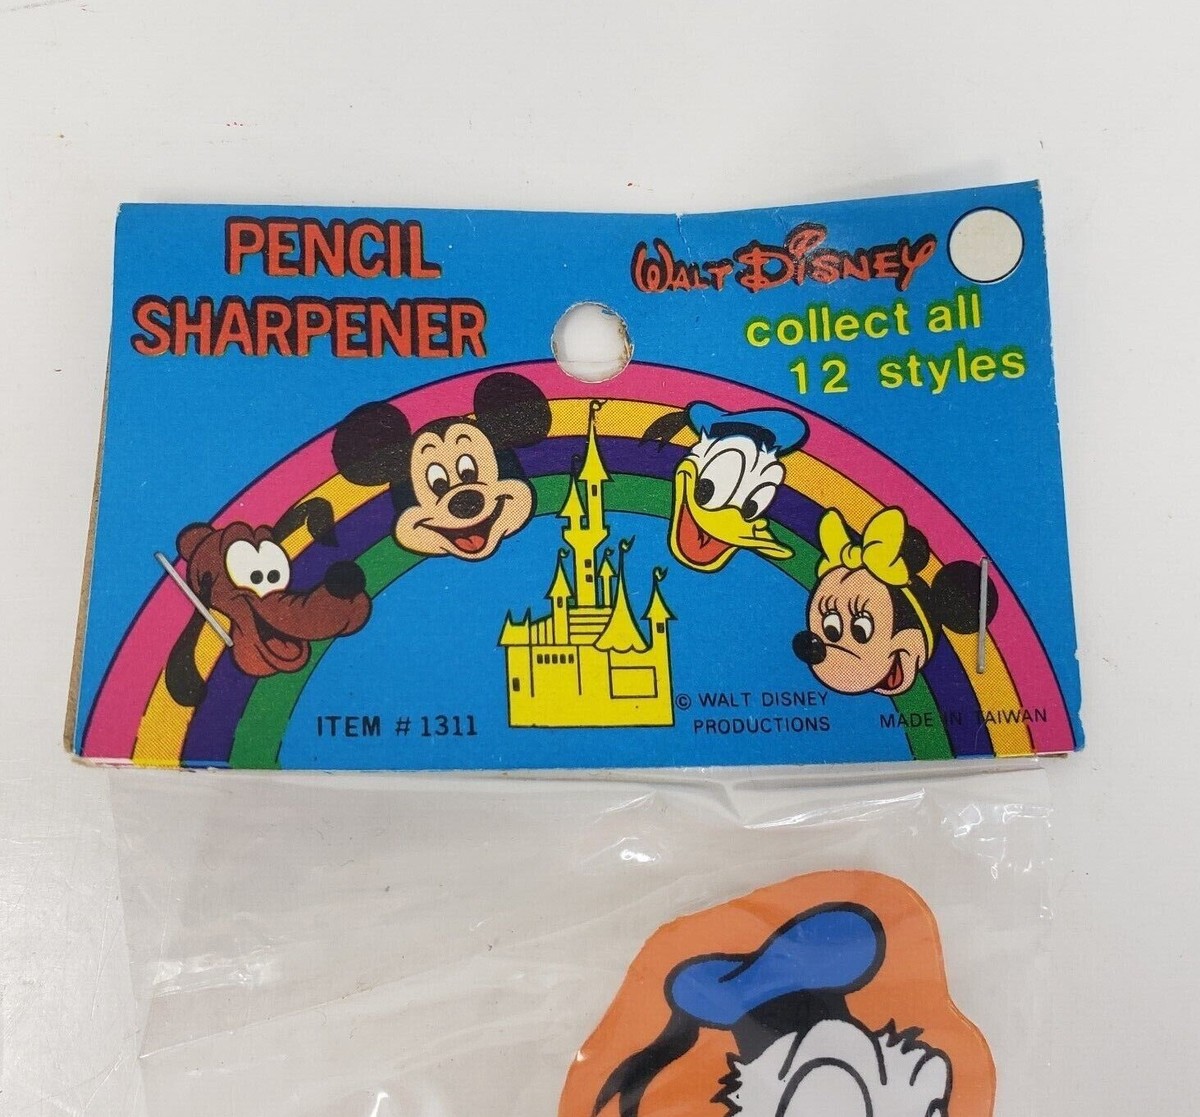 PENCIL
SHARPENER
WALT DISNEY
collect all
12 styles
ITEM # 1311
© WALT DISNEY
PRODUCTIONS
MADE IN TAIWAN